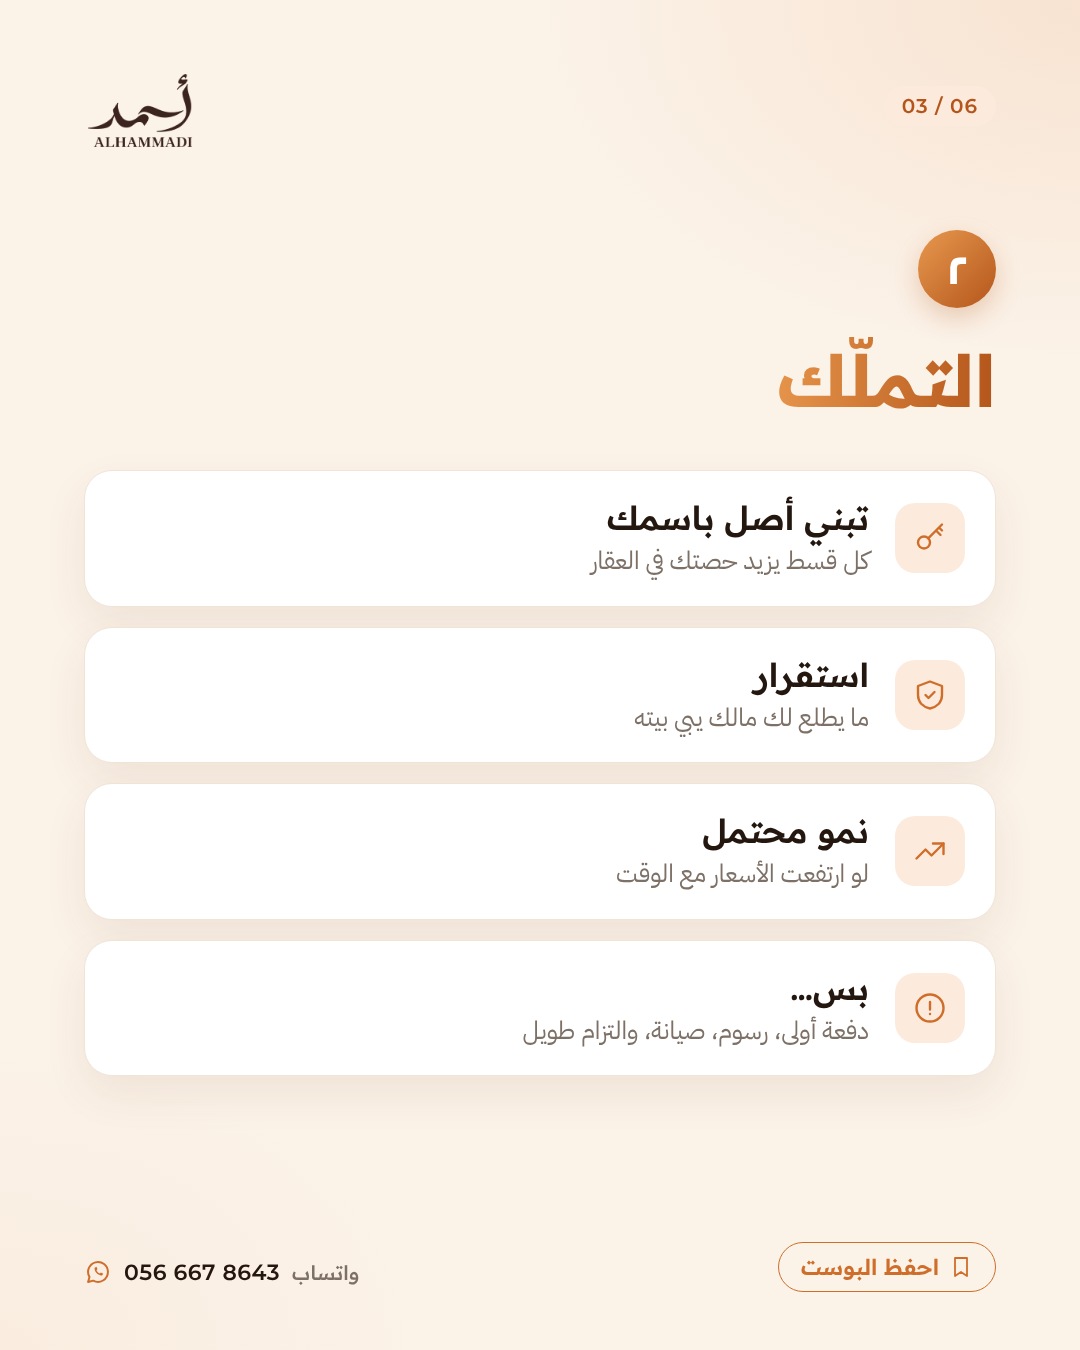 أحمد
ALHAMMADI
03 / 06
٢
التملّك
تبني أصل باسمك
كل قسط يزيد حصتك في العقار
استقرار
ما يطلع لك مالك يبي بيته
نمو محتمل
لو ارتفعت الأسعار مع الوقت
بس...
دفعة أولى، رسوم، صيانة، والتزام طويل
احفظ البوست
واتساب 056 667 8643